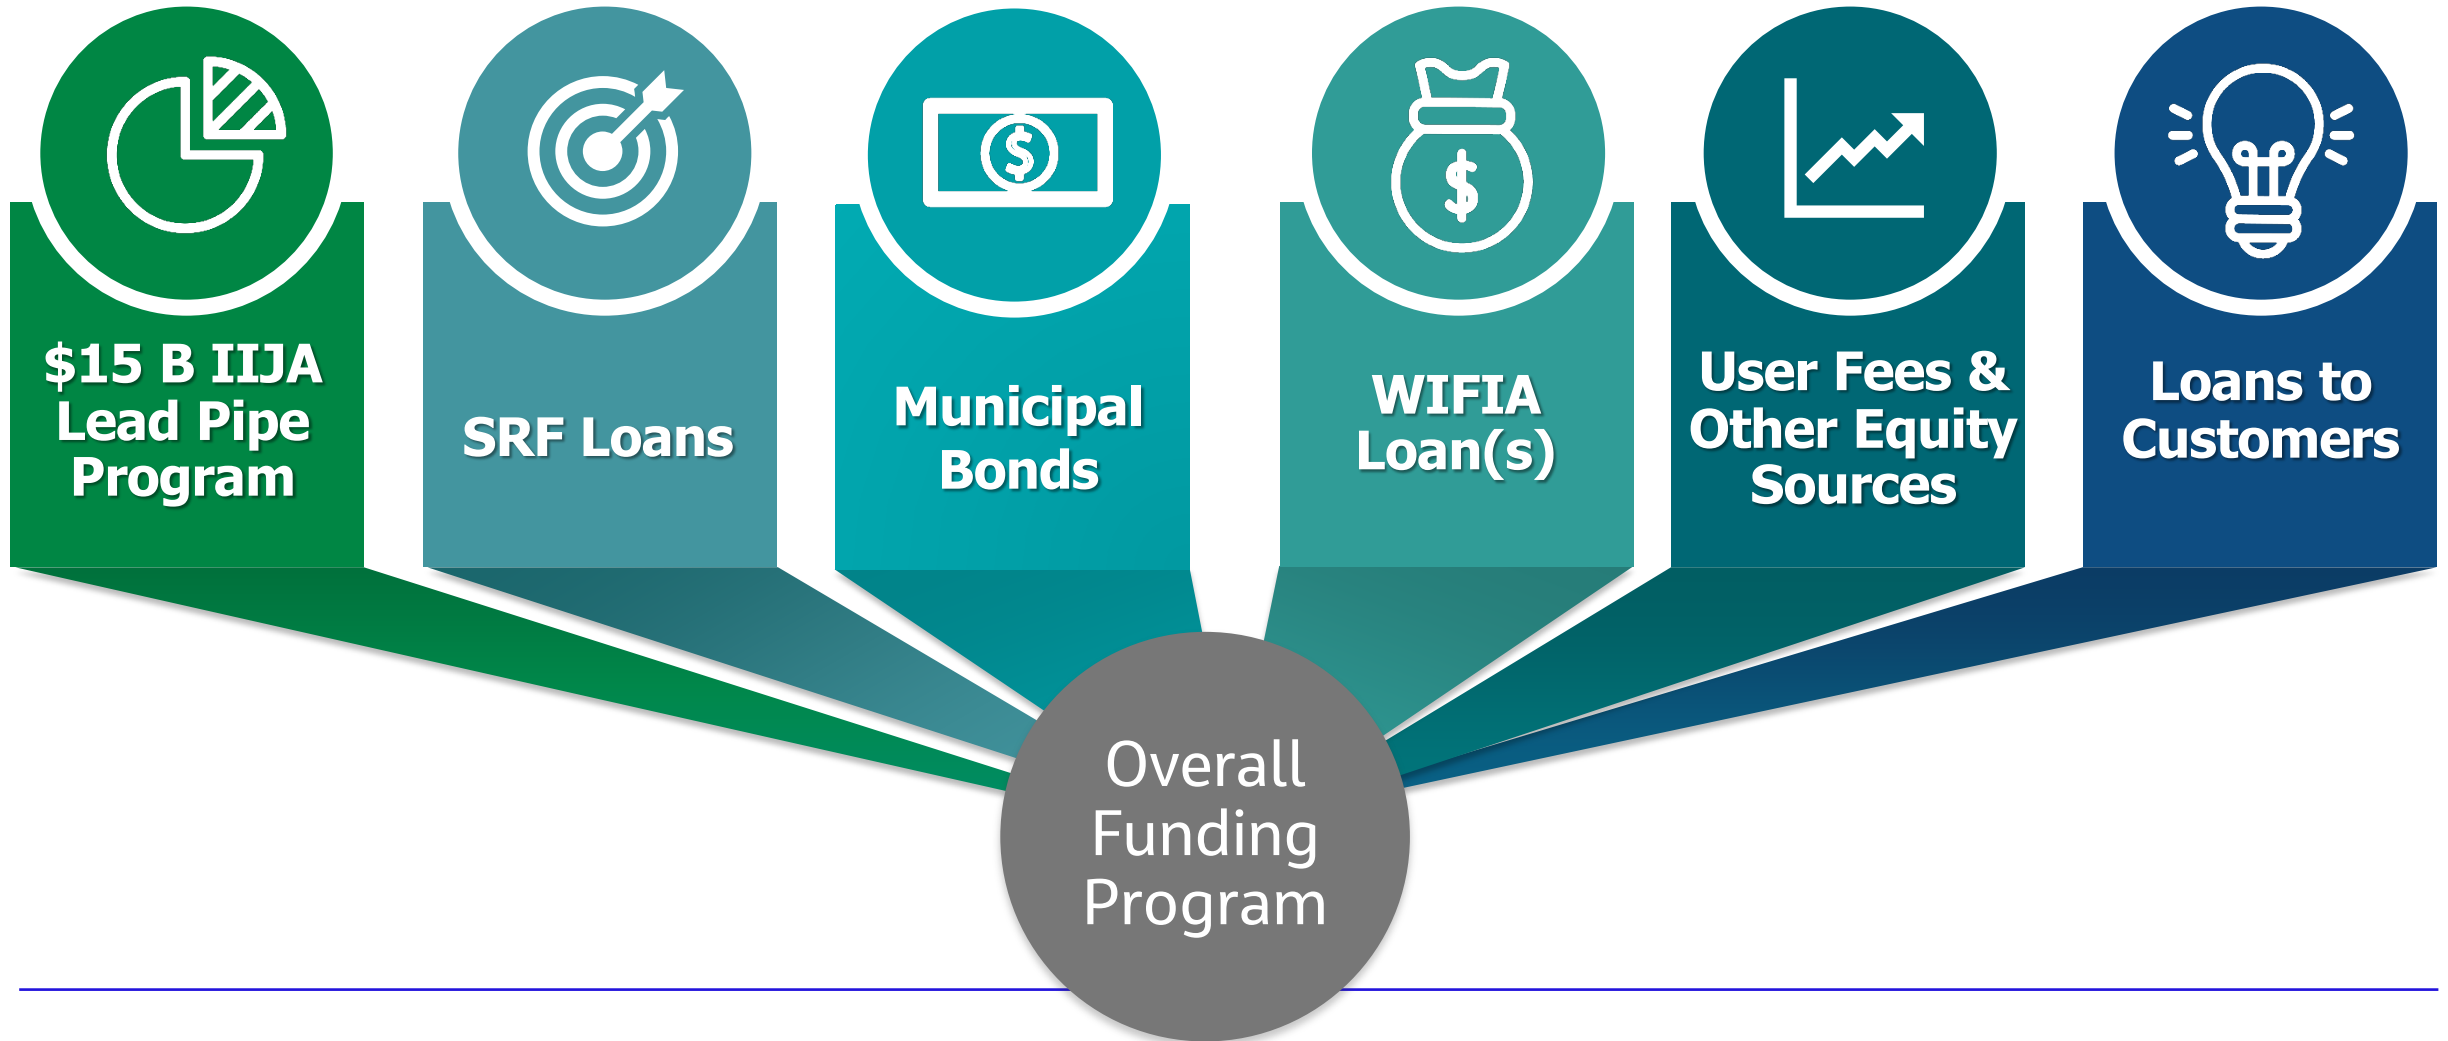 $15 B IIJA
Lead Pipe
Program
SRF Loans
Municipal
Bonds
WIFIA
Loan(s)
User Fees &
Other Equity
Sources
Loans to
Customers
Overall
Funding
Program